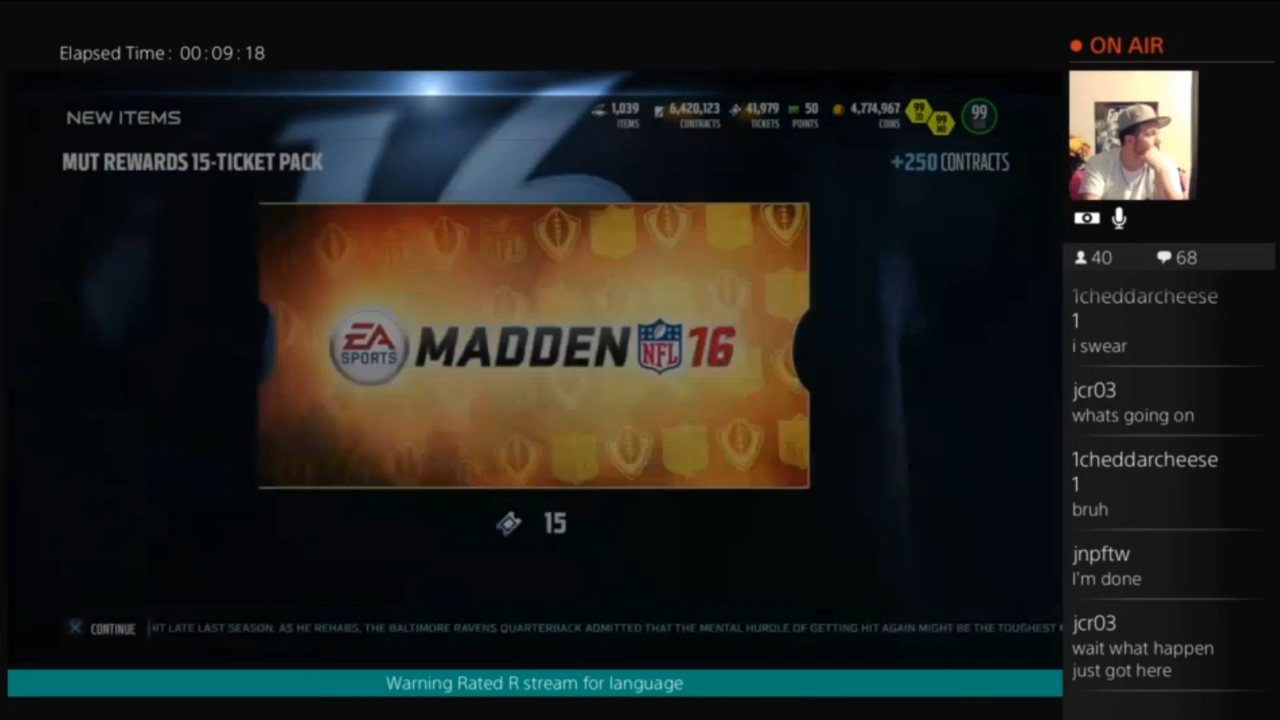 Elapsed Time: 00:09:18
ON AIR
NEW ITEMS
1,039 ITEMS
6,420,123 CONTRACTS
41,979 TICKETS
50 POINTS
4,774,967 COINS
99
99
99
MUT REWARDS 15-TICKET PACK
+250 CONTRACTS
EA SPORTS MADDEN NFL 16
15
CONTINUE
HT LATE LAST SEASON. AS HE REHABS, THE BALTIMORE RAVENS QUARTERBACK ADMITTED THAT THE MENTAL HURDLE OF GETTING HIT AGAIN MIGHT BE THE TOUGHEST
Warning Rated R stream for language
40 68
1cheddarcheese
1
i swear
jcr03
whats going on
1cheddarcheese
1
bruh
jnpftw
I'm done
jcr03
wait what happen
just got here